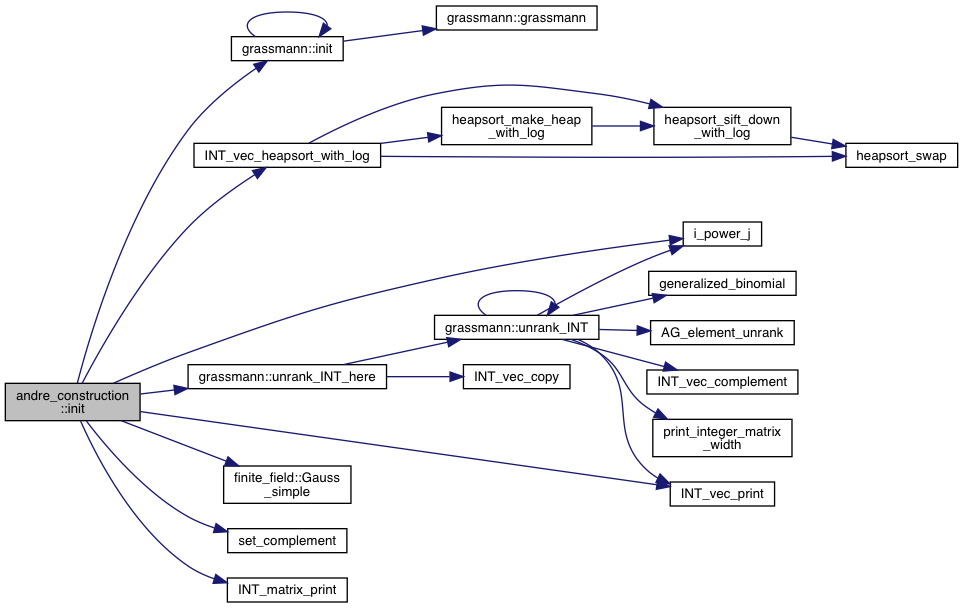 grassmann::grassmann
grassmann::init
heapsort_make_heap
_with_log
heapsort_sift_down
_with_log
INT_vec_heapsort_with_log
heapsort_swap
i_power_j
generalized_binomial
grassmann::unrank_INT
AG_element_unrank
grassmann::unrank_INT_here
INT_vec_copy
INT_vec_complement
andre_construction
::init
print_integer_matrix
_width
finite_field::Gauss
_simple
INT_vec_print
set_complement
INT_matrix_print